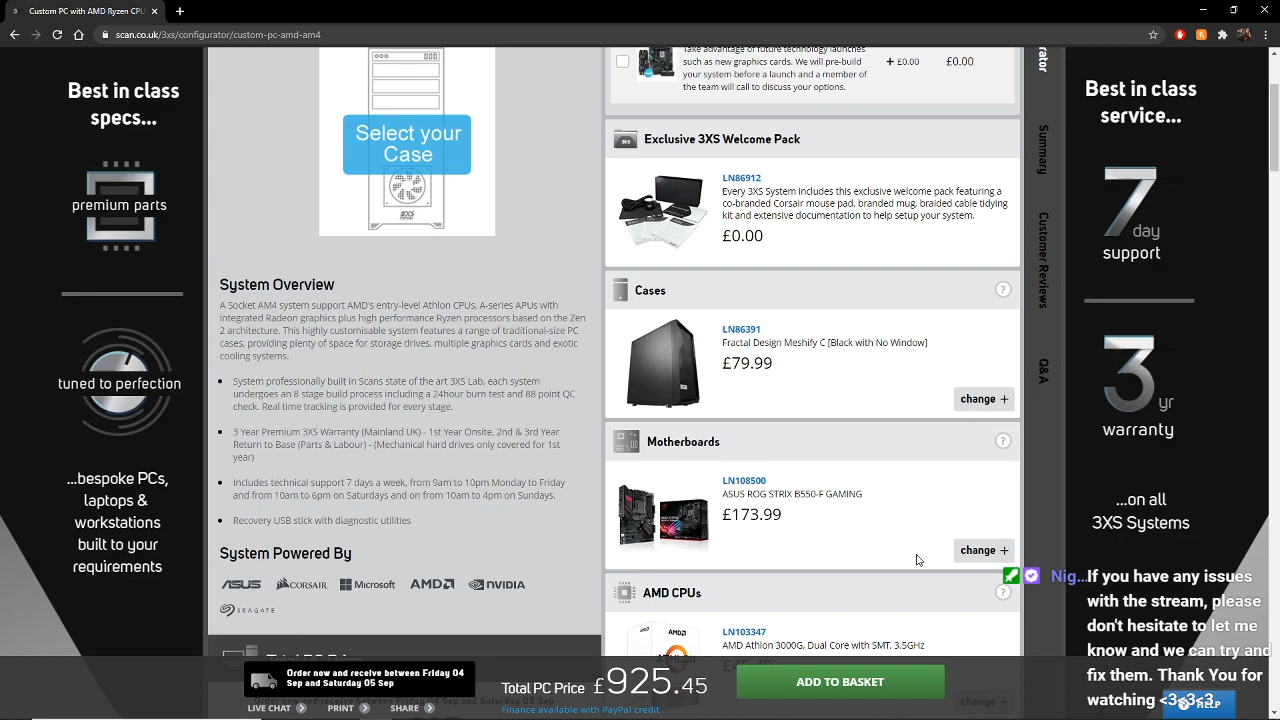 Custom PC with AMD Ryzen CPU
scan.co.uk/3xs/configurator/custom-pc-amd-am4
Best in class
specs...
premium parts
tuned to perfection
...bespoke PCs,
laptops &
workstations
built to your
requirements
Select your
Case
3XS
System Overview
A Socket AM4 system support AMD's entry-level Athlon CPUs, A-series APUs with
integrated Radeon graphics plus high performance Ryzen processors based on the Zen
2 architecture. This highly customisable system features a range of traditional-size PC
cases, providing plenty of space for storage drives, multiple graphics cards and exotic
cooling systems.
System professionally built in Scans state of the art 3XS Lab, each system
undergoes an 8 stage build process including a 24hour burn test and 88 point QC
check. Real time tracking is provided for every stage.
3 Year Premium 3XS Warranty (Mainland UK) - 1st Year Onsite, 2nd & 3rd Year
Return to Base (Parts & Labour) - (Mechanical hard drives only covered for 1st
year)
Includes technical support 7 days a week, from 9am to 10pm Monday to Friday
and from 10am to 6pm on Saturdays and on from 10am to 4pm on Sundays.
Recovery USB stick with diagnostic utilities
System Powered By
ASUS CORSAIR Microsoft AMD NVIDIA
SEAGATE
Take advantage of future technology launches
such as new graphics cards. We will pre-build
your system before a launch and a member of
the team will call to discuss your options.
+ £0.00 £0.00
Exclusive 3XS Welcome Pack
LN86912
Every 3XS System includes this exclusive welcome pack featuring a
co-branded Corsair mouse pad, branded mug, braided cable tidying
kit and extensive documentation to help setup your system.
£0.00
Cases ?
LN86391
Fractal Design Meshify C [Black with No Window]
£79.99
change +
Motherboards ?
LN108500
ASUS ROG STRIX B550-F GAMING
£173.99
change +
AMD CPUs ?
LN103347
AMD Athlon 3000G, Dual Core with SMT, 3.5GHz
change +
Summary
Customer Reviews
Q&A
Best in class
service...
7
day
support
3
yr
warranty
...on all
3XS Systems
Nig...
If you have any issues
with the stream, please
don't hesitate to let me
know and we can try and
fix them. Thank You for
watching <3<3<3
HELP
Order now and receive between Friday 04
Sep and Saturday 05 Sep
LIVE CHAT PRINT SHARE
Total PC Price £925.45
Finance available with PayPal credit
ADD TO BASKET